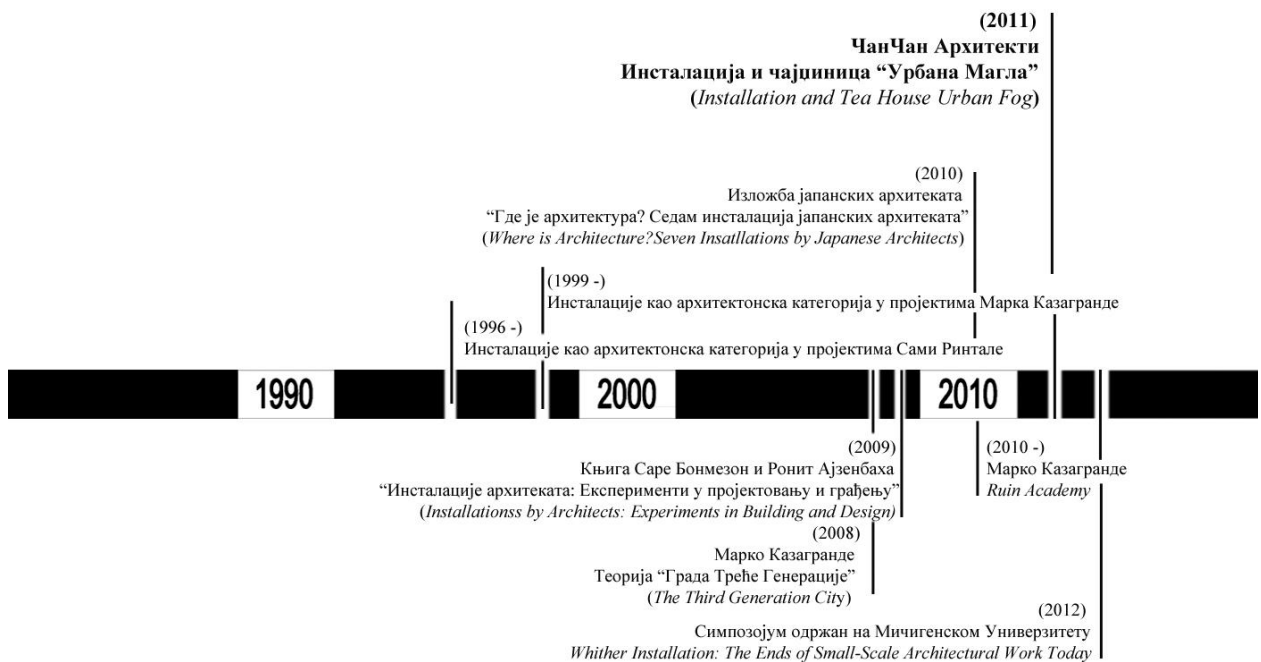 (2011)
ЧанЧан Архитекти
Инсталација и чајџиница “Урбана Магла”
(Installation and Tea House Urban Fog)
(2010)
Изложба јапанских архитеката
“Где је архитектура? Седам инсталација јапанских архитеката”
(Where is Architecture?Seven Insatllations by Japanese Architects)
(1999 -)
Инсталације као архитектонска категорија у пројектима Марка Казагранде
(1996 -)
Инсталације као архитектонска категорија у пројектима Сами Ринтале
1990 2000 2010
(2009)
Књига Саре Бонмезон и Ронит Ајзенбаха
“Инсталације архитеката: Експерименти у пројектовању и грађењу”
(Installationss by Architects: Experiments in Building and Design)
(2010 -)
Марко Казагранде
Ruin Academy
(2008)
Марко Казагранде
Теорија “Града Треће Генерације”
(The Third Generation City)
(2012)
Симпозојум одржан на Мичигенском Универзитету
Whither Installation: The Ends of Small-Scale Architectural Work Today